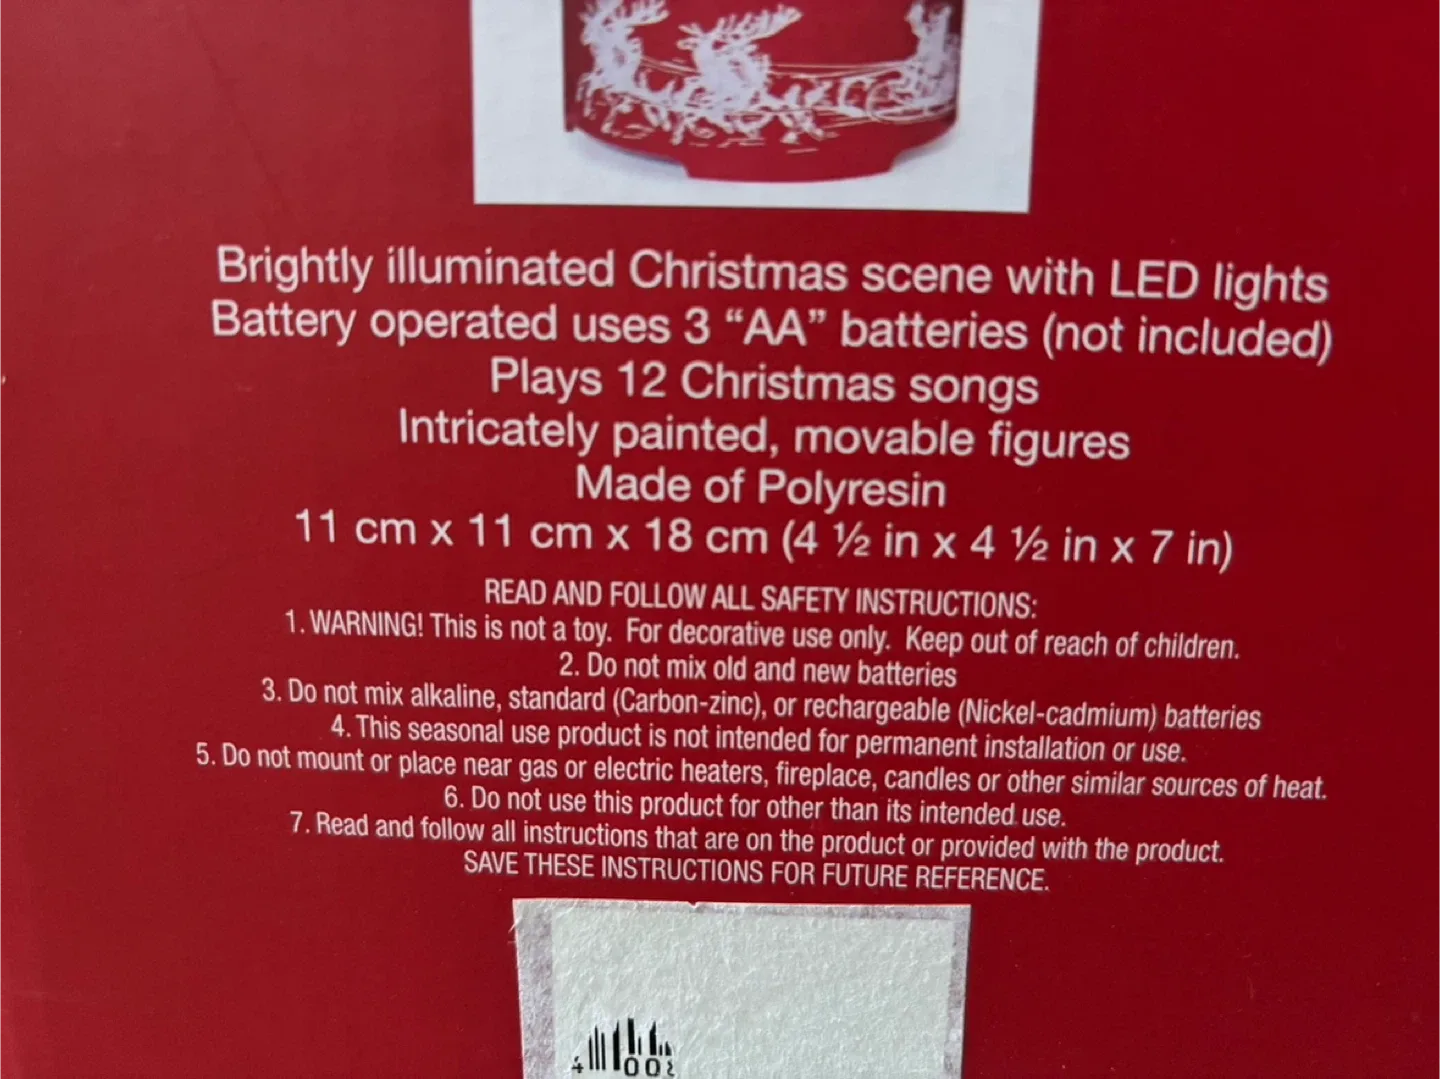 Brightly illuminated Christmas scene with LED lights
Battery operated uses 3 “AA” batteries (not included)
Plays 12 Christmas songs
Intricately painted, movable figures
Made of Polyresin
11 cm x 11 cm x 18 cm (4 ½ in x 4 ½ in x 7 in)
READ AND FOLLOW ALL SAFETY INSTRUCTIONS:
1. WARNING! This is not a toy.  For decorative use only.  Keep out of reach of children.
2. Do not mix old and new batteries
3. Do not mix alkaline, standard (Carbon-zinc), or rechargeable (Nickel-cadmium) batteries
4. This seasonal use product is not intended for permanent installation or use.
5. Do not mount or place near gas or electric heaters, fireplace, candles or other similar sources of heat.
6. Do not use this product for other than its intended use.
7. Read and follow all instructions that are on the product or provided with the product.
SAVE THESE INSTRUCTIONS FOR FUTURE REFERENCE.
4 00